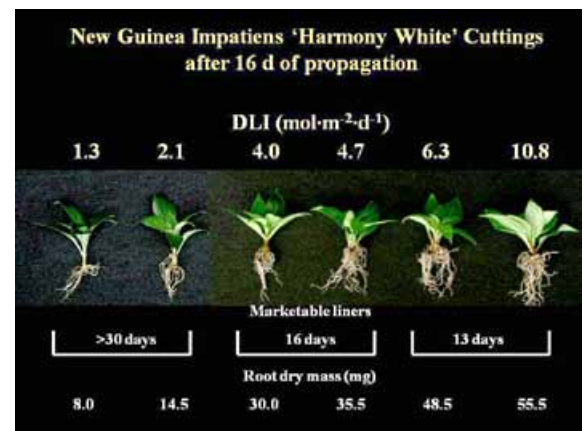 New Guinea Impatiens ‘Harmony White’ Cuttings
after 16 d of propagation
DLI (mol·m-2·d-1)
1.3 2.1 4.0 4.7 6.3 10.8
Marketable liners
>30 days 16 days 13 days
Root dry mass (mg)
8.0 14.5 30.0 35.5 48.5 55.5